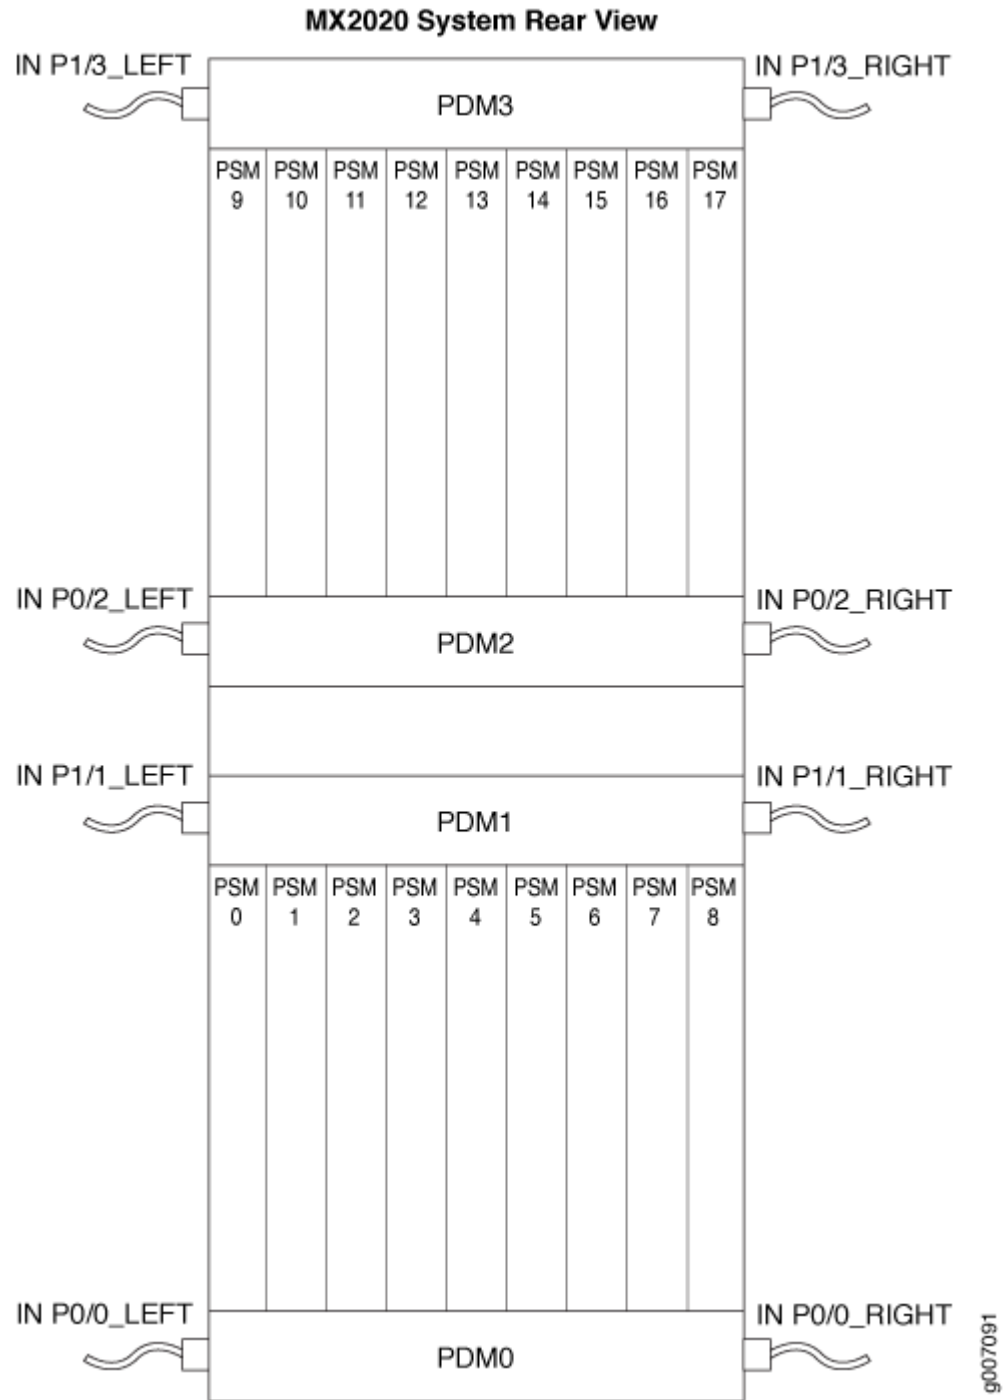 MX2020 System Rear View
IN P1/3_LEFT
IN P1/3_RIGHT
PDM3
PSM 9
PSM 10
PSM 11
PSM 12
PSM 13
PSM 14
PSM 15
PSM 16
PSM 17
IN P0/2_LEFT
IN P0/2_RIGHT
PDM2
IN P1/1_LEFT
IN P1/1_RIGHT
PDM1
PSM 0
PSM 1
PSM 2
PSM 3
PSM 4
PSM 5
PSM 6
PSM 7
PSM 8
IN P0/0_LEFT
IN P0/0_RIGHT
PDM0
g007091